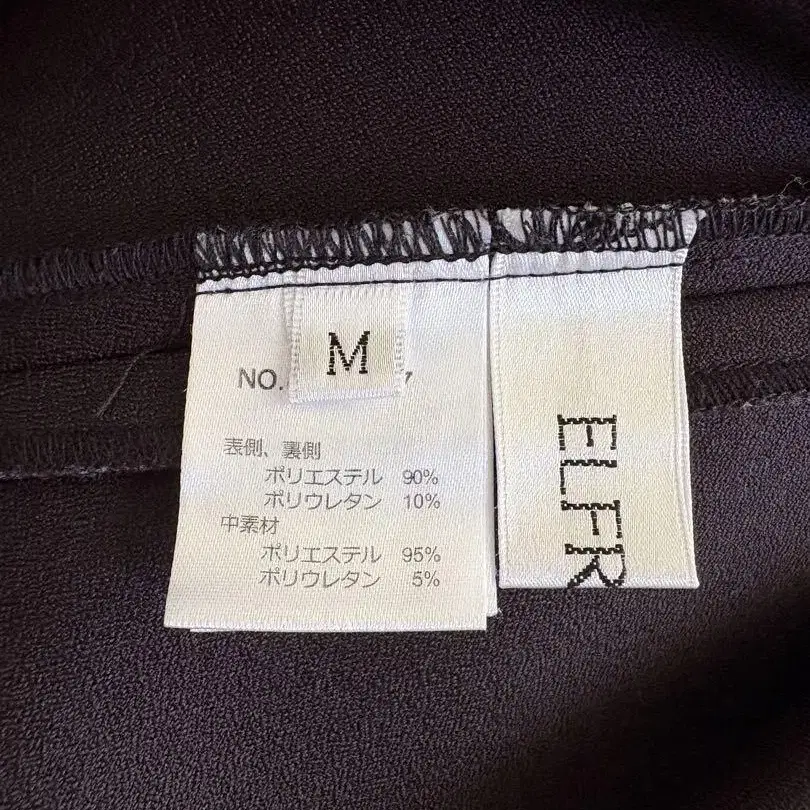 M
NO.
表側、裏側
ポリエステル 90%
ポリウレタン 10%
中素材
ポリエステル 95%
ポリウレタン 5%
ELFR